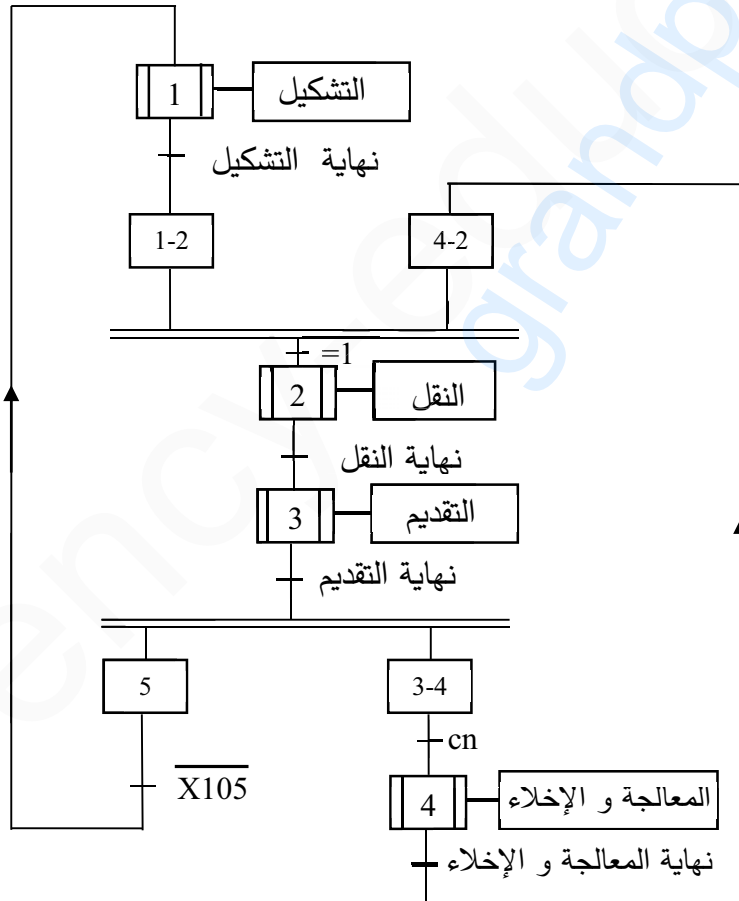 1 التشكيل
نهاية التشكيل
1-2
4-2
=1
2 النقل
نهاية النقل
3 التقديم
نهاية التقديم
5
3-4
cn
X105
4 المعالجة و الإخلاء
نهاية المعالجة و الإخلاء